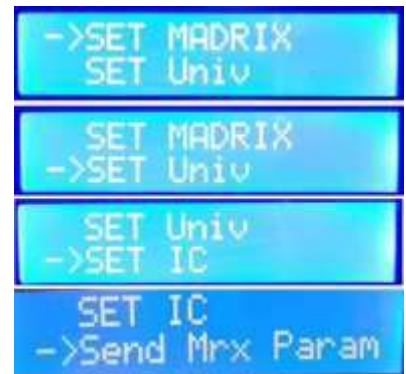 ->SET MADRIX
SET Univ
SET MADRIX
->SET Univ
SET Univ
->SET IC
SET IC
->Send Mrx Param